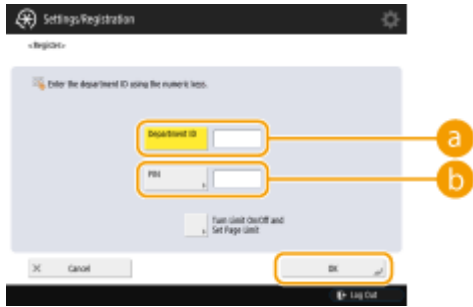 Settings/Registration
<Register>
Enter the department ID using the numeric keys.
Department ID
a
PIN
b
Turn Limit On/Off and
Set Page Limit
Cancel
OK
Log Out